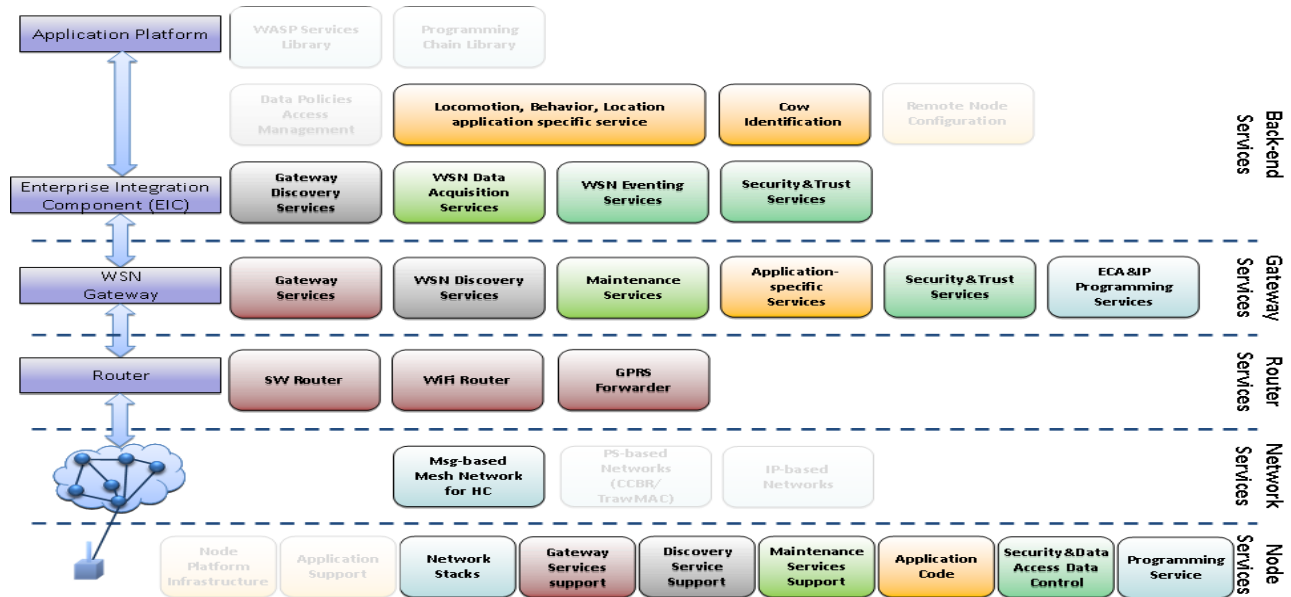 Application Platform
WASP Services
Library
Programming
Chain Library
Data Policies
Access
Management
Locomotion, Behavior, Location
application specific service
Cow
Identification
Remote Node
Configuration
Back-end
Services
Enterprise Integration
Component (EIC)
Gateway
Discovery
Services
WSN Data
Acquisition
Services
WSN Eventing
Services
Security&Trust
Services
WSN
Gateway
Gateway
Services
WSN Discovery
Services
Maintenance
Services
Application-
specific
Services
Security&Trust
Services
ECA&IP
Programming
Services
Gateway
Services
Router
SW Router
WiFi Router
GPRS
Forwarder
Router
Services
Msg-based
Mesh Network
for HC
PS-based
Networks
(CCBR/
TrawMAC)
IP-based
Networks
Network
Services
Node
Platform
Infrastructure
Application
Support
Network
Stacks
Gateway
Services
support
Discovery
Service
Support
Maintenance
Services
Support
Application
Code
Security&Data
Access Data
Control
Programming
Service
Node
Services